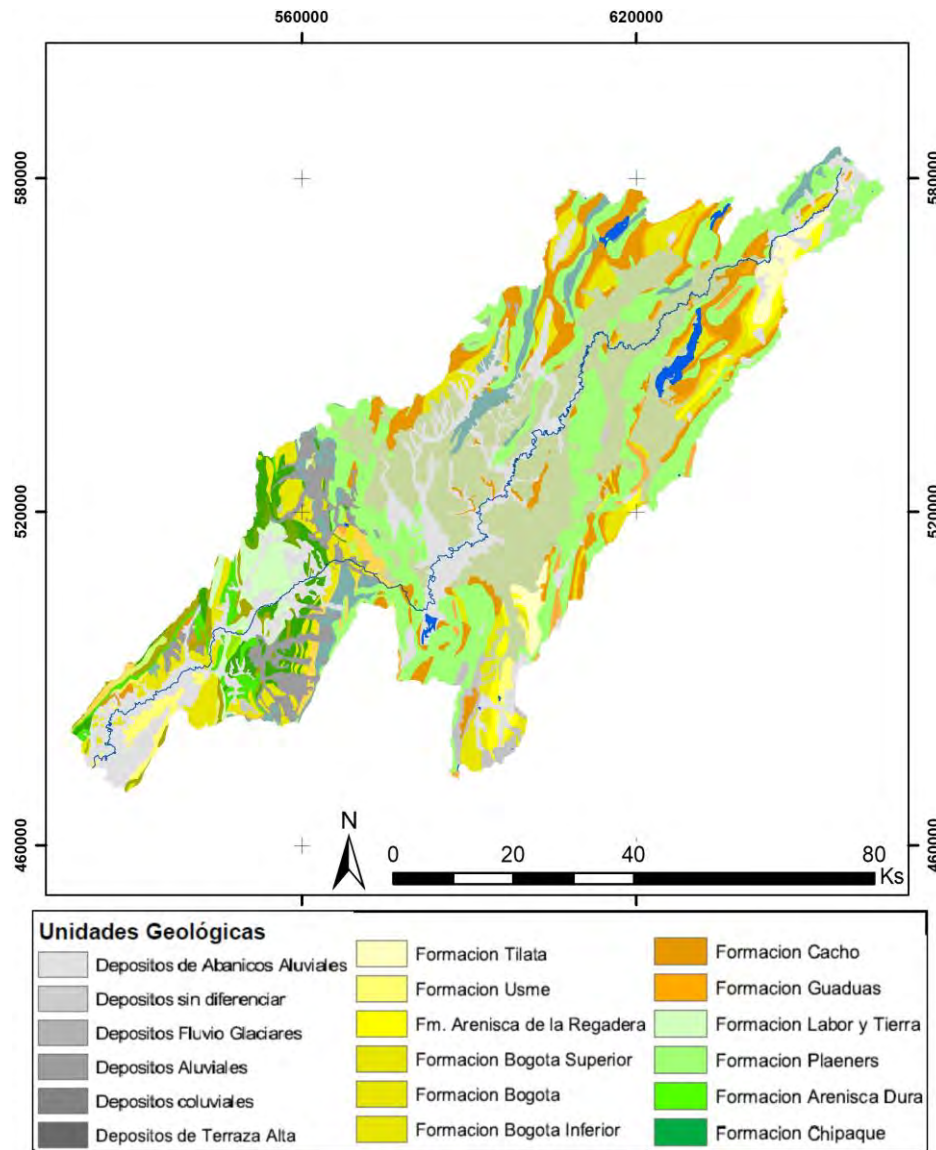 560000 620000
580000 580000
520000 520000
460000 460000
N
0 20 40 80
Ks
Unidades Geológicas
Depositos de Abanicos Aluviales
Depositos sin diferenciar
Depositos Fluvio Glaciares
Depositos Aluviales
Depositos coluviales
Depositos de Terraza Alta
Formacion Tilata
Formacion Usme
Fm. Arenisca de la Regadera
Formacion Bogota Superior
Formacion Bogota
Formacion Bogota Inferior
Formacion Cacho
Formacion Guaduas
Formacion Labor y Tierra
Formacion Plaeners
Formacion Arenisca Dura
Formacion Chipaque